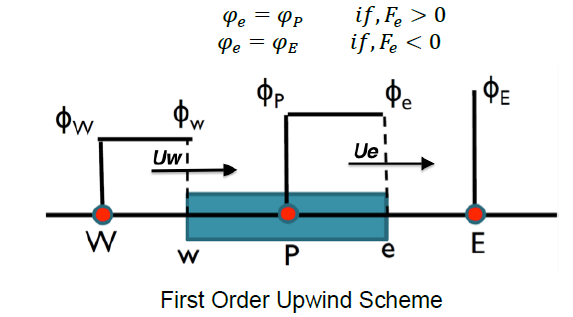 φe = φP if, Fe > 0
φe = φE if, Fe < 0
ϕW ϕw ϕP ϕe ϕE
Uw Ue
W w P e E
First Order Upwind Scheme